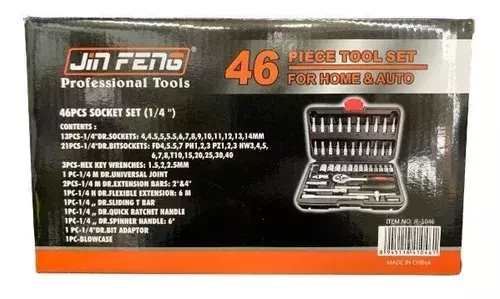 JIN FENG
Professional Tools
46 PIECE TOOL SET
FOR HOME & AUTO
46PCS SOCKET SET (1/4 ")
CONTENTS :
13PCS-1/4"DR.SOCKETS: 4,4.5,5,5.5,6,7,8,9,10,11,12,13,14MM
21PCS-1/4"DR.BITSOCKETS: FD4,5.5,7 PH1,2,3 PZ1,2,3 HW3,4,5,
6,7,8,T10,15,20,25,30,40
3PCS-HEX KEY WRENCHES: 1.5,2,2.5MM
1 PC-1/4 M DR.UNIVERSAL JOINT
2PCS-1/4 M DR.EXTENSION BARS: 2"&4"
1PC-1/4 H DR.FLEXIBLE EXTENSION: 6 M
1PC-1/4 ,, DR.SLIDING T BAR
1PC-1/4 ,, DR.QUICK RATCHET HANDLE
1PC-1/4 ,, DR.SPINNER HANDLE: 6"
1 PC-1/4"DR.BIT ADAPTOR
1PC-BLOWCASE
ITEM NO: JF-1046
MADE IN CHINA